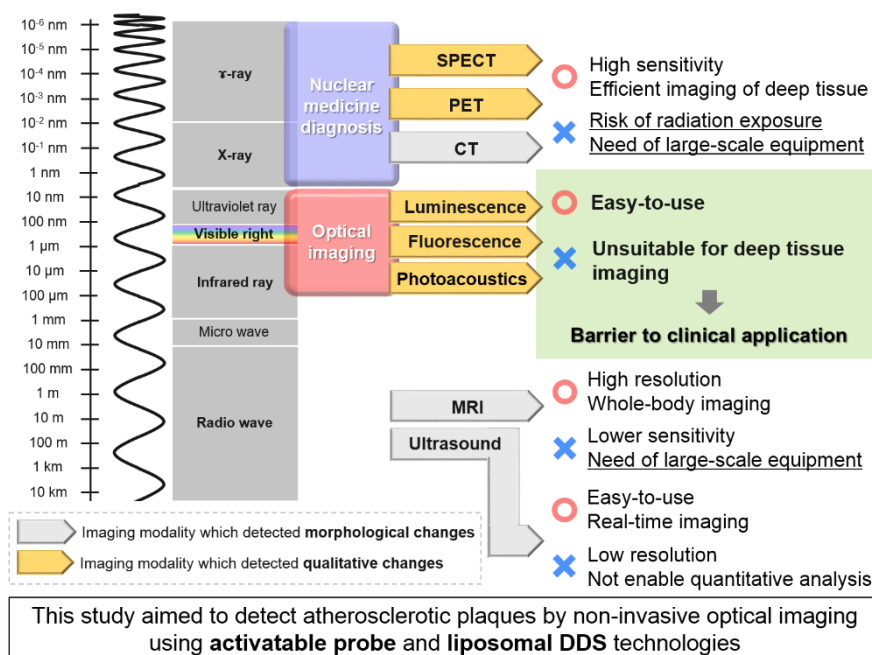 10⁻⁶ nm
10⁻⁵ nm
10⁻⁴ nm
10⁻³ nm
10⁻² nm
10⁻¹ nm
1 nm
10 nm
100 nm
1 µm
10 µm
100 µm
1 mm
10 mm
100 mm
1 m
10 m
100 m
1 km
10 km
ɤ-ray
X-ray
Ultraviolet ray
Visible right
Infrared ray
Micro wave
Radio wave
Nuclear
medicine
diagnosis
Optical
imaging
SPECT
PET
CT
High sensitivity
Efficient imaging of deep tissue
Risk of radiation exposure
Need of large-scale equipment
Luminescence
Fluorescence
Photoacoustics
Easy-to-use
Unsuitable for deep tissue
imaging
Barrier to clinical application
MRI
Ultrasound
High resolution
Whole-body imaging
Lower sensitivity
Need of large-scale equipment
Easy-to-use
Real-time imaging
Low resolution
Not enable quantitative analysis
Imaging modality which detected morphological changes
Imaging modality which detected qualitative changes
This study aimed to detect atherosclerotic plaques by non-invasive optical imaging
using activatable probe and liposomal DDS technologies